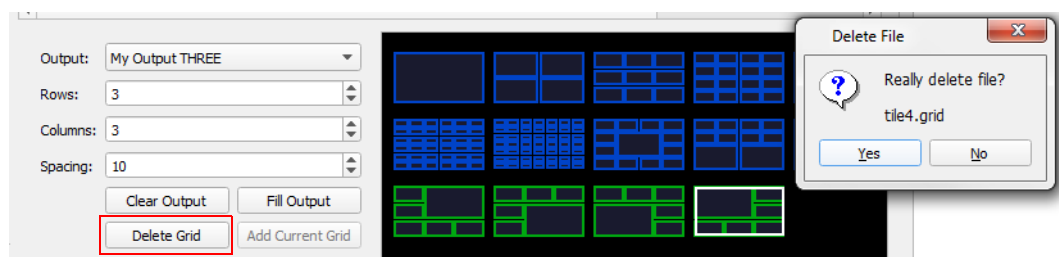 Output: My Output THREE
Rows: 3
Columns: 3
Spacing: 10
Clear Output Fill Output
Delete Grid Add Current Grid
Delete File
Really delete file?
tile4.grid
Yes No